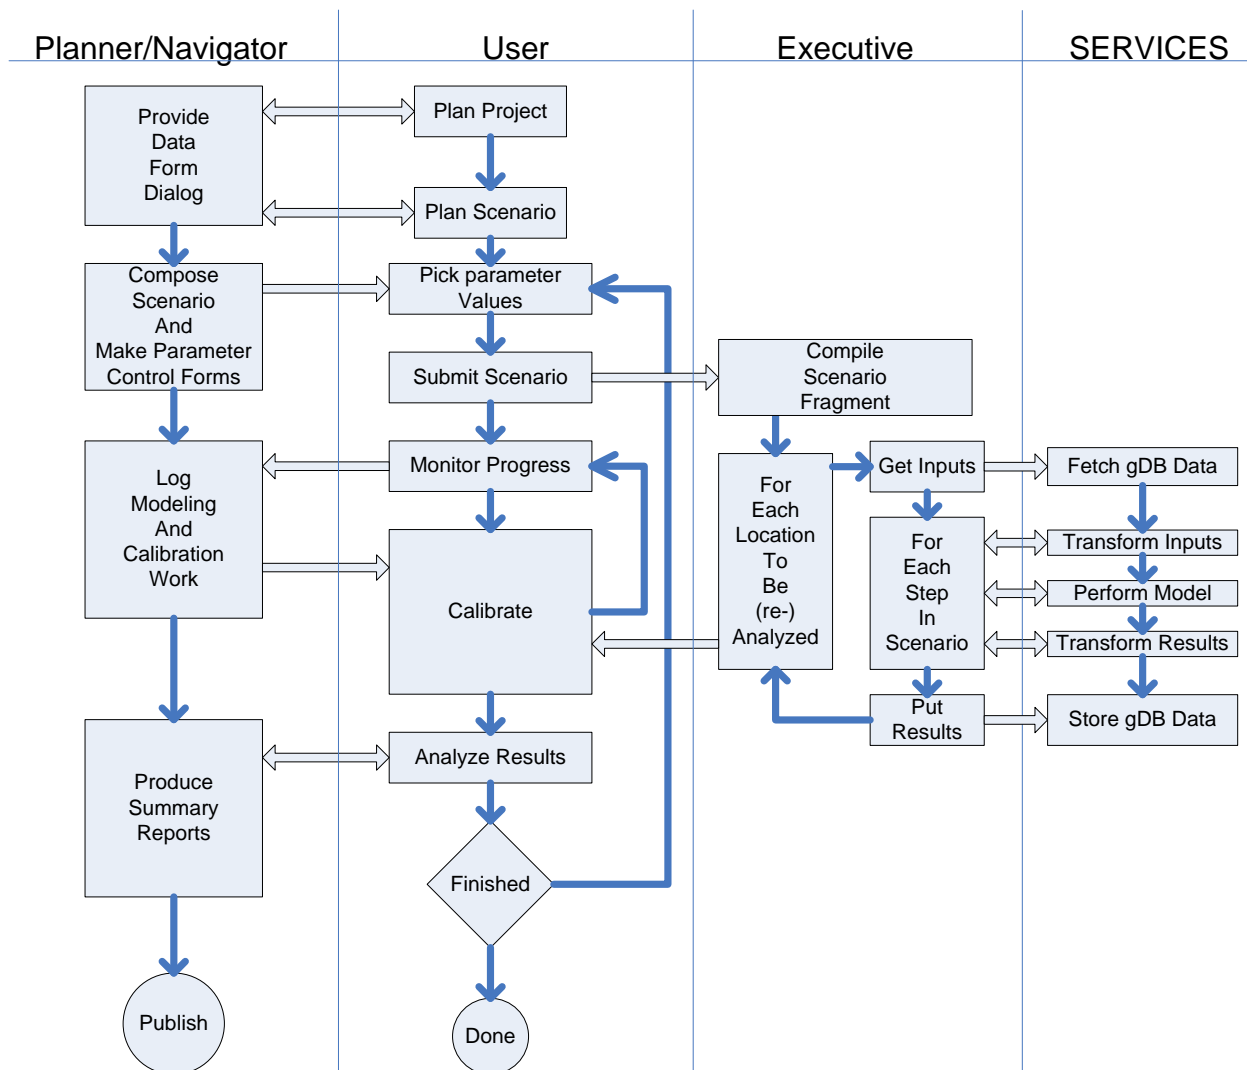 Planner/Navigator
User
Executive
SERVICES
Provide
Data
Form
Dialog
Compose
Scenario
And
Make Parameter
Control Forms
Log
Modeling
And
Calibration
Work
Produce
Summary
Reports
Publish
Plan Project
Plan Scenario
Pick parameter
Values
Submit Scenario
Monitor Progress
Calibrate
Analyze Results
Finished
Done
Compile
Scenario
Fragment
For
Each
Location
To
Be
(re-)
Analyzed
Get Inputs
For
Each
Step
In
Scenario
Put
Results
Fetch gDB Data
Transform Inputs
Perform Model
Transform Results
Store gDB Data